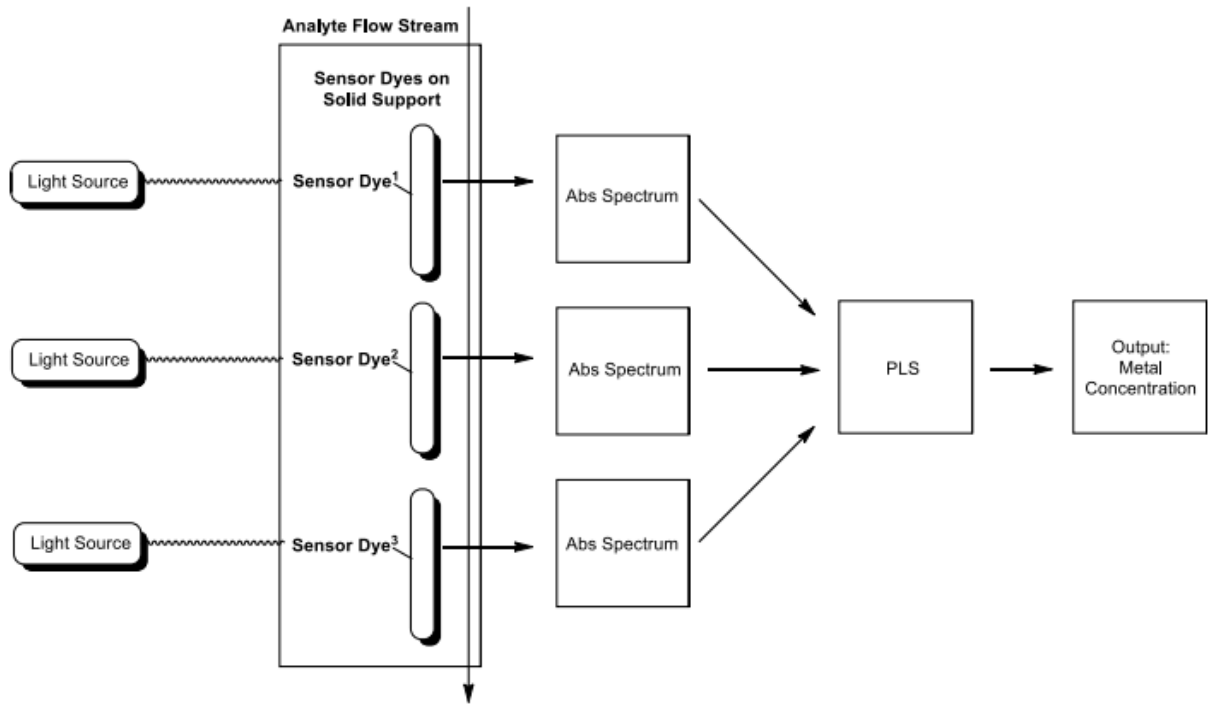 Analyte Flow Stream
Sensor Dyes on
Solid Support
Light Source
Sensor Dye¹
Abs Spectrum
Light Source
Sensor Dye²
Abs Spectrum
PLS
Output:
Metal
Concentration
Light Source
Sensor Dye³
Abs Spectrum